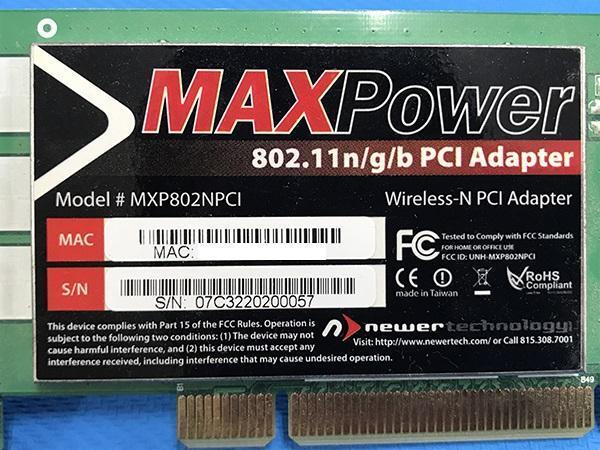 MAXPOWER
802.11n/g/b PCI Adapter
Model # MXP802NPCI
Wireless-N PCI Adapter
MAC
MAC:
S/N
S/N: 07C3220200057
FC Tested to Comply with FCC Standards
FOR HOME OR OFFICE USE
FCC ID: UNH-MXP802NPCI
CE
made in Taiwan
RoHS
Compliant
This device complies with Part 15 of the FCC Rules. Operation is
subject to the following two conditions: (1) The device may not
cause harmful interference, and (2) this device must accept any
interference received, including interference that may cause undesired operation.
newertechnology
Visit: http://www.newertech.com/ or Call 815.308.7001
B49